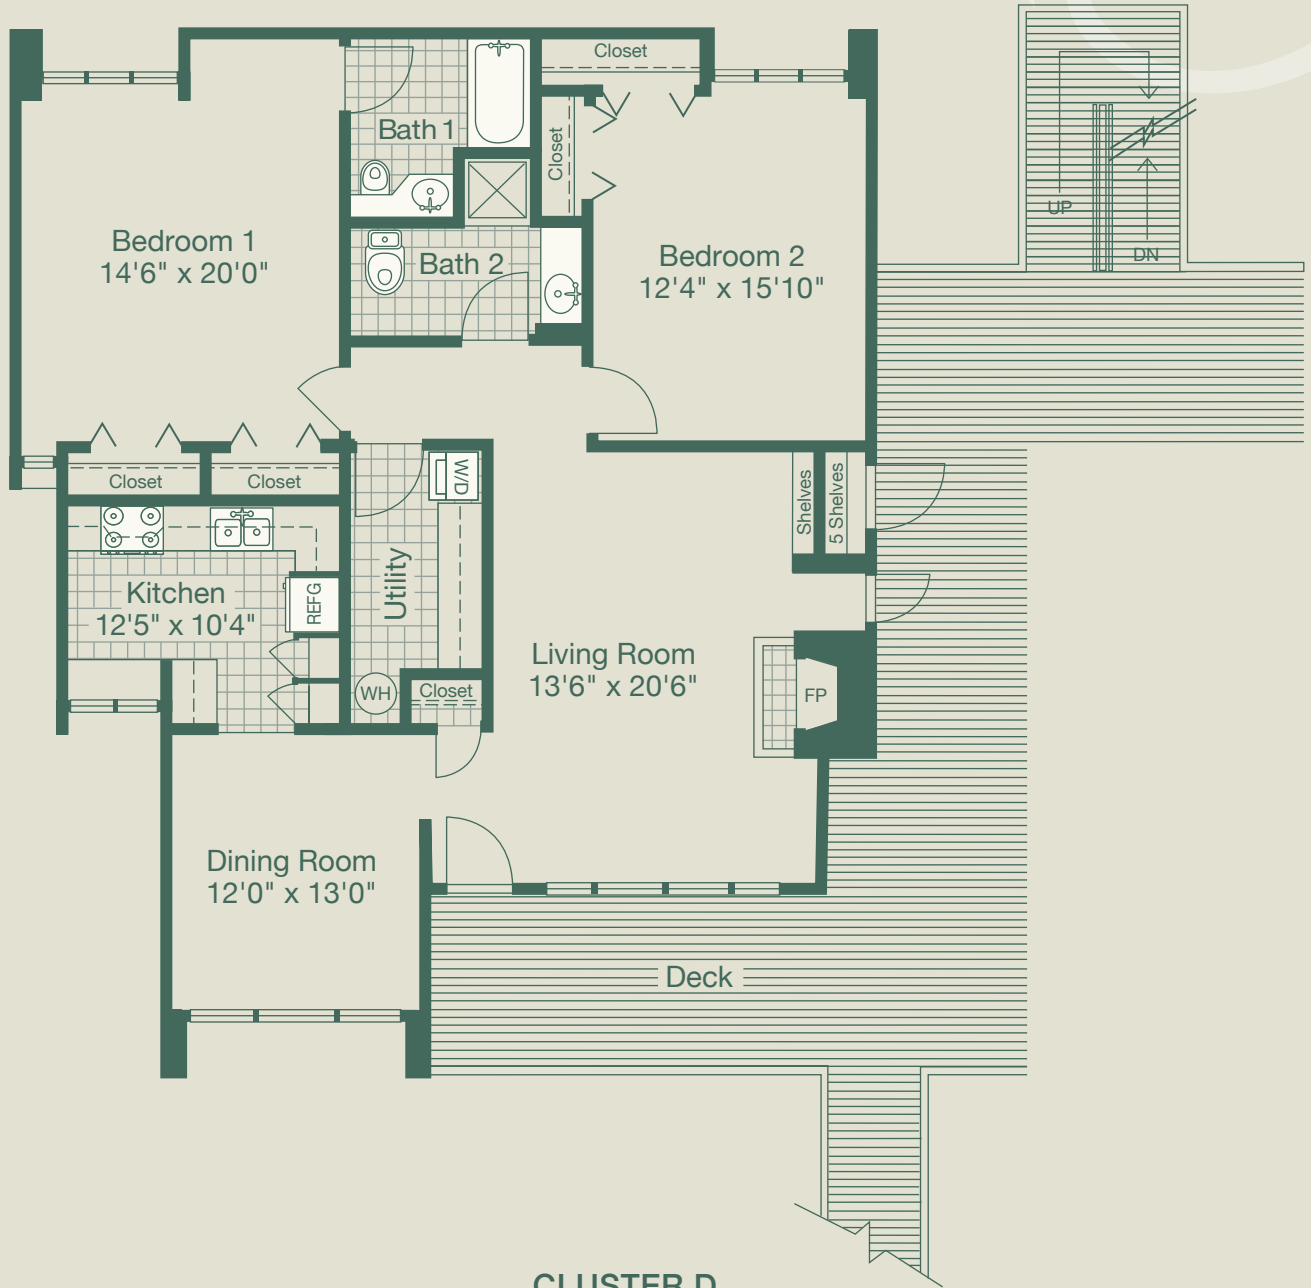 Closet
Bath 1
Closet
UP
DN
Bedroom 1
14'6" x 20'0"
Bath 2
Bedroom 2
12'4" x 15'10"
Closet
Closet
W/D
Shelves
5 Shelves
Kitchen
12'5" x 10'4"
REFG
Utility
Living Room
13'6" x 20'6"
WH
Closet
FP
Dining Room
12'0" x 13'0"
Deck
CLUSTER D